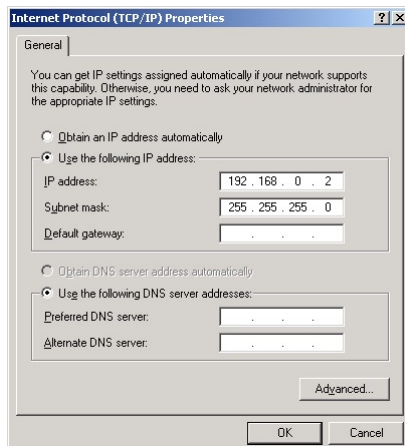 Internet Protocol (TCP/IP) Properties
General
You can get IP settings assigned automatically if your network supports
this capability. Otherwise, you need to ask your network administrator for
the appropriate IP settings.
Obtain an IP address automatically
Use the following IP address:
IP address: 192 . 168 . 0 . 2
Subnet mask: 255 . 255 . 255 . 0
Default gateway: . . .
Obtain DNS server address automatically
Use the following DNS server addresses:
Preferred DNS server: . . .
Alternate DNS server: . . .
Advanced...
OK Cancel